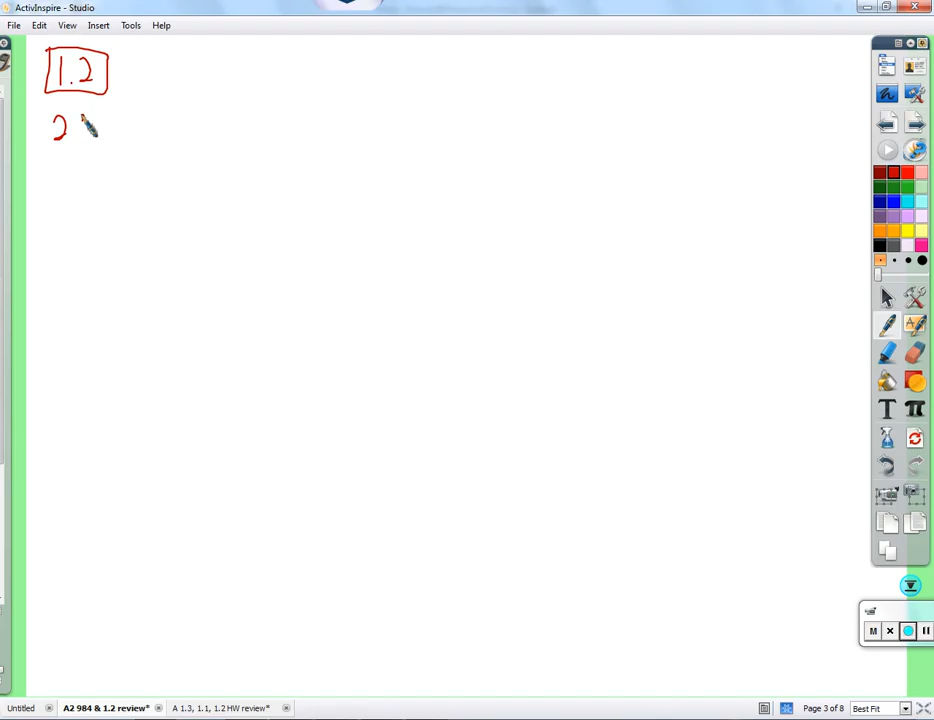 ActivInspire - Studio
File Edit View Insert Tools Help
1.2
2
Untitled A2 984 & 1.2 review* A 1.3, 1.1, 1.2 HW review* Page 3 of 8 Best Fit